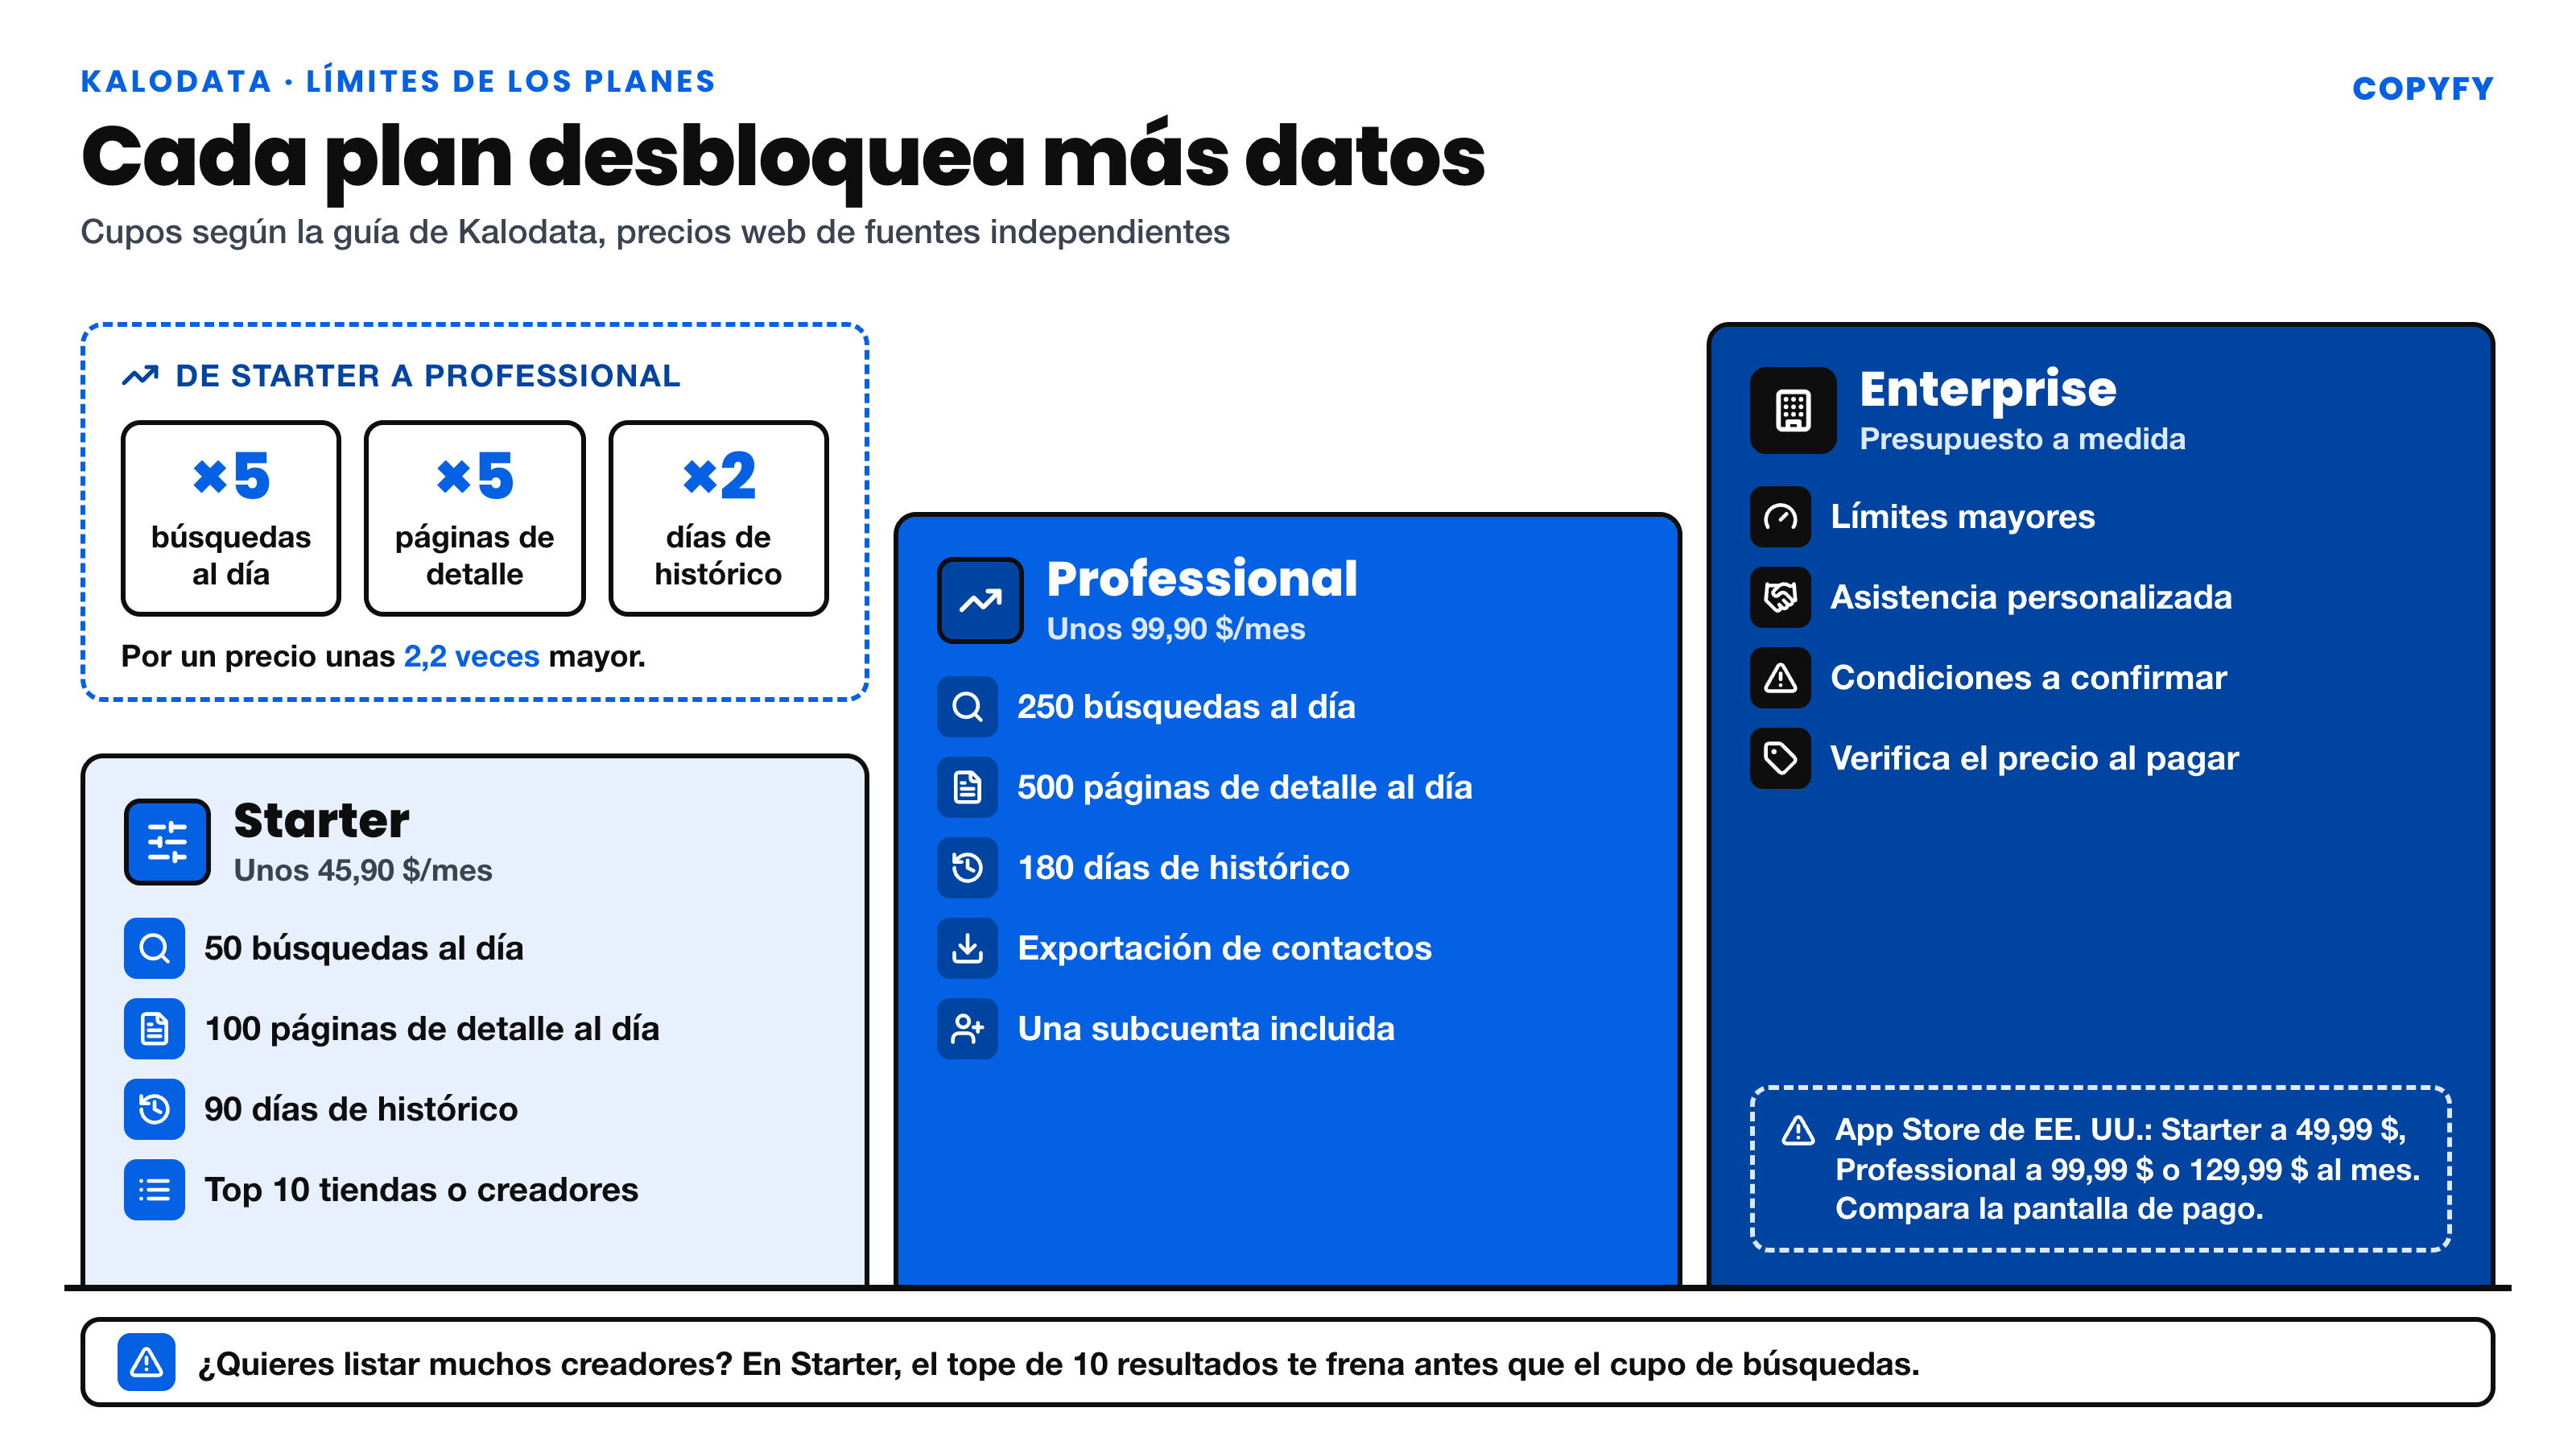 KALODATA · LÍMITES DE LOS PLANES
COPYFY
Cada plan desbloquea más datos
Cupos según la guía de Kalodata, precios web de fuentes independientes
DE STARTER A PROFESSIONAL
×5
búsquedas
al día
×5
páginas de
detalle
×2
días de
histórico
Por un precio unas 2,2 veces mayor.
Starter
Unos 45,90 $/mes
50 búsquedas al día
100 páginas de detalle al día
90 días de histórico
Top 10 tiendas o creadores
Professional
Unos 99,90 $/mes
250 búsquedas al día
500 páginas de detalle al día
180 días de histórico
Exportación de contactos
Una subcuenta incluida
Enterprise
Presupuesto a medida
Límites mayores
Asistencia personalizada
Condiciones a confirmar
Verifica el precio al pagar
App Store de EE. UU.: Starter a 49,99 $,
Professional a 99,99 $ o 129,99 $ al mes.
Compara la pantalla de pago.
¿Quieres listar muchos creadores? En Starter, el tope de 10 resultados te frena antes que el cupo de búsquedas.